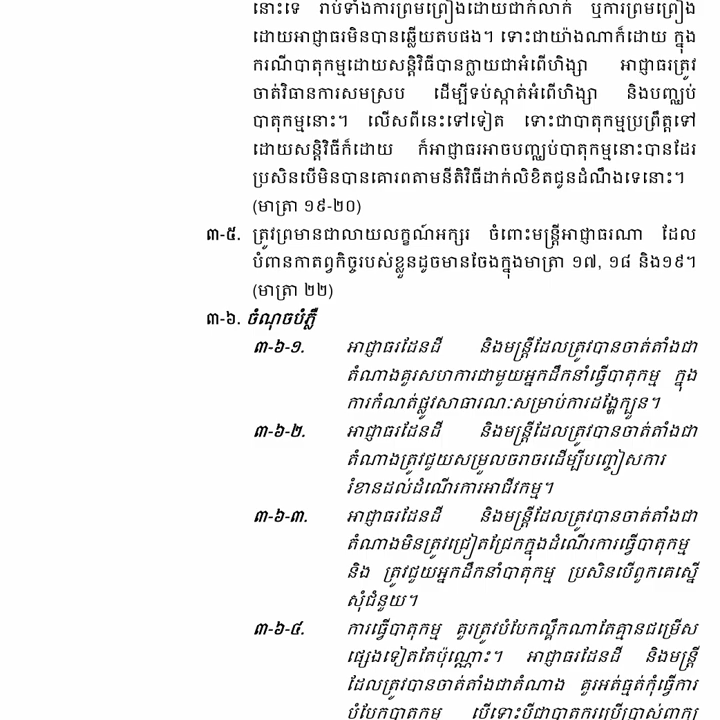 នោះទេ រាប់ទាំងការព្រមព្រៀងដោយជាក់លាក់ ឬការព្រមព្រៀង
ដោយអាជ្ញាធរមិនបានឆ្លើយតបផង។ ទោះជាយ៉ាងណាក៏ដោយ ក្នុង
ករណីបាតុកម្មដោយសន្តិវិធីបានក្លាយជាអំពើហិង្សា អាជ្ញាធរត្រូវ
ចាត់វិធានការសមស្រប ដើម្បីទប់ស្កាត់អំពើហិង្សា និងបញ្ឈប់
បាតុកម្មនោះ។ លើសពីនេះទៅទៀត ទោះជាបាតុកម្មប្រព្រឹត្តទៅ
ដោយសន្តិវិធីក៏ដោយ ក៏អាជ្ញាធរអាចបញ្ឈប់បាតុកម្មនោះបានដែរ
ប្រសិនបើមិនបានគោរពតាមនីតិវិធីដាក់លិខិតជូនដំណឹងទេនោះ។
(មាត្រា ១៩-២០)
៣-៥. ត្រូវព្រមានជាលាយលក្ខណ៍អក្សរ ចំពោះមន្ត្រីអាជ្ញាធរណា ដែល
បំពានកាតព្វកិច្ចរបស់ខ្លួនដូចមានចែងក្នុងមាត្រា ១៧, ១៨ និង១៩។
(មាត្រា ២២)
៣-៦. ចំណុចបំភ្លឺ
៣-៦-១. អាជ្ញាធរដែនដី និងមន្ត្រីដែលត្រូវបានចាត់តាំងជា
តំណាងគួរសហការជាមួយអ្នកដឹកនាំធ្វើបាតុកម្ម ក្នុង
ការកំណត់ផ្លូវសាធារណៈសម្រាប់ការដង្ហែក្បួន។
៣-៦-២. អាជ្ញាធរដែនដី និងមន្ត្រីដែលត្រូវបានចាត់តាំងជា
តំណាងត្រូវជួយសម្រួលចរាចរដើម្បីបញ្ចៀសការ
រំខានដល់ដំណើរការអាជីវកម្ម។
៣-៦-៣. អាជ្ញាធរដែនដី និងមន្ត្រីដែលត្រូវបានចាត់តាំងជា
តំណាងមិនត្រូវជ្រៀតជ្រែកក្នុងដំណើរការធ្វើបាតុកម្ម
និង ត្រូវជួយអ្នកដឹកនាំបាតុកម្ម ប្រសិនបើពួកគេស្នើ
សុំជំនួយ។
៣-៦-៤. ការធ្វើបាតុកម្ម គួរត្រូវបំបែកល្គឹកណាតែគ្មានជម្រើស
ផ្សេងទៀតតែប៉ុណ្ណោះ។ អាជ្ញាធរដែនដី និងមន្ត្រី
ដែលត្រូវបានចាត់តាំងជាតំណាង គួរអត់ធ្មត់កុំធ្វើការ
បំបែកបាតុកម្ម បើទោះបីជាបាតុករប្រើប្រាស់ពាក្យ